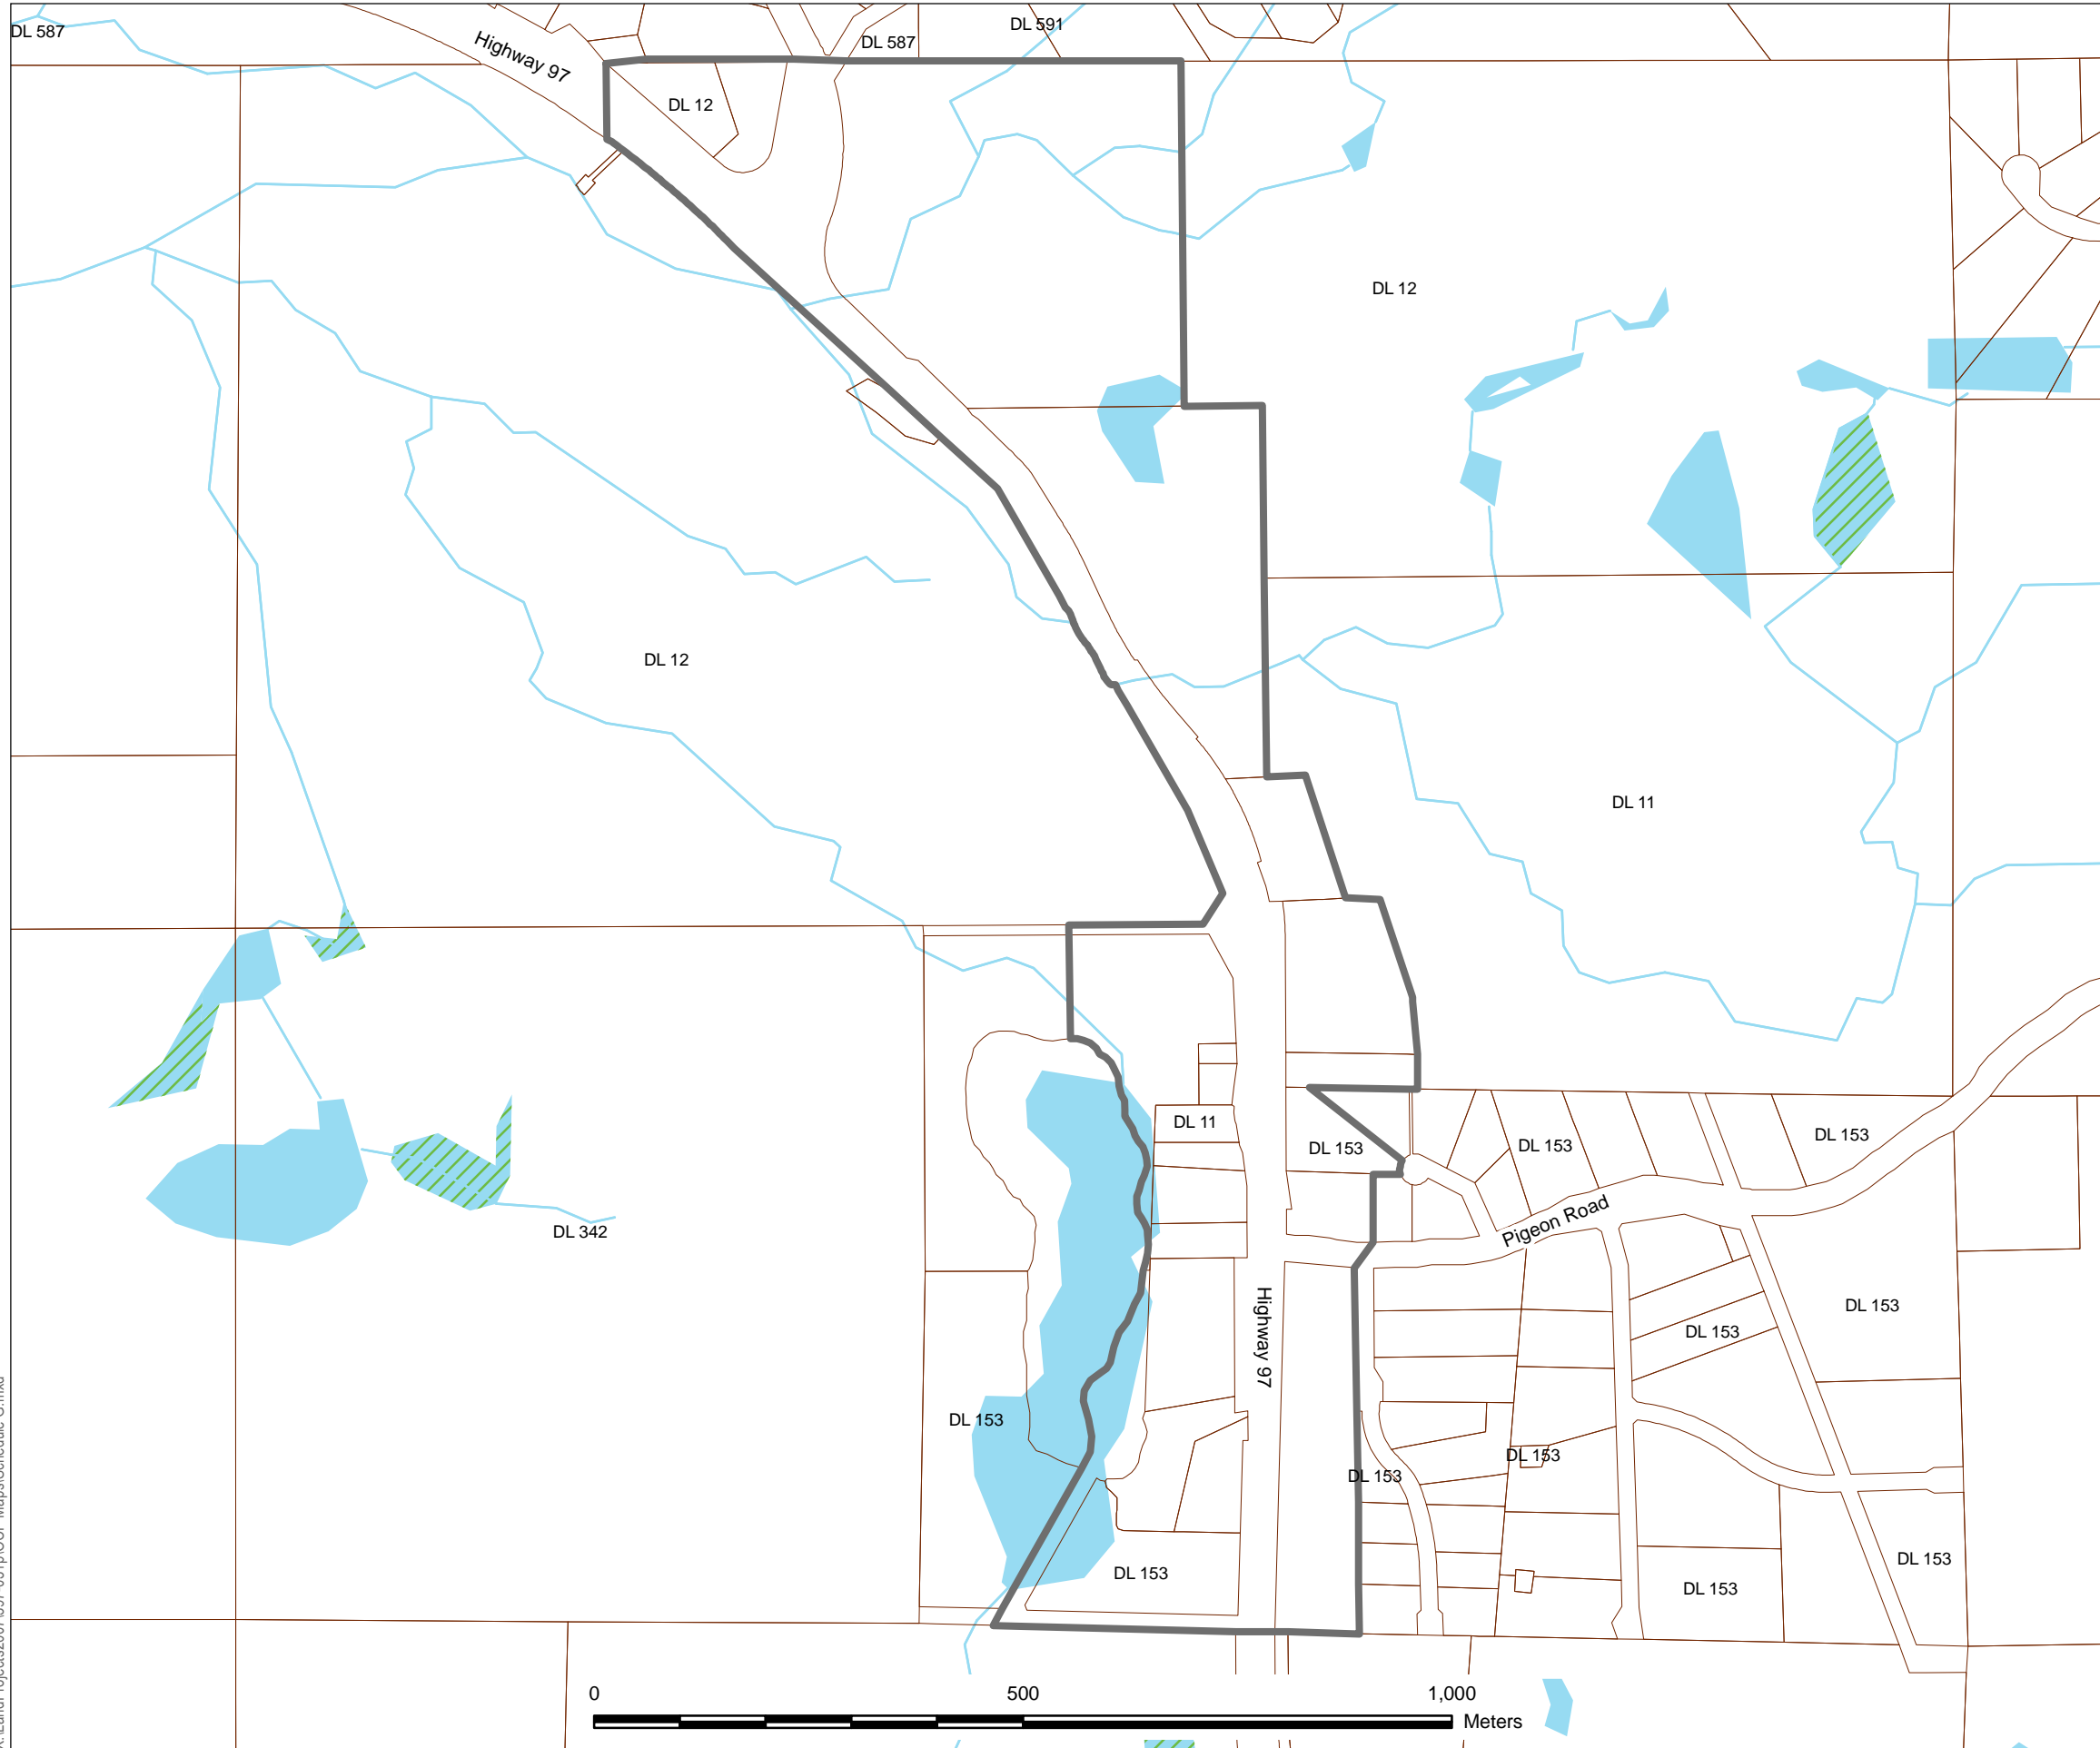 DL 587
Highway 97
DL 587
DL 591
DL 12
DL 12
DL 12
DL 11
DL 11
DL 153
DL 153
DL 153
Pigeon Road
DL 342
Highway 97
DL 153
DL 153
DL 153
DL 153
DL 153
DL 153
DL 153
DL 153
0
500
1,000
Meters